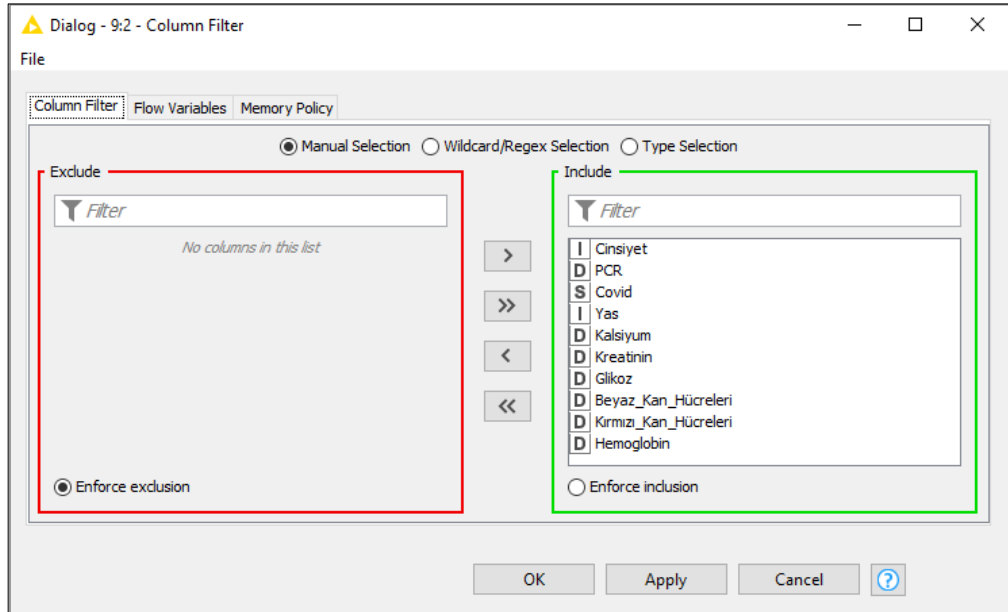 Dialog - 9:2 - Column Filter
File
Column Filter Flow Variables Memory Policy
Manual Selection Wildcard/Regex Selection Type Selection
Exclude
Filter
No columns in this list
Enforce exclusion
>
>>
<
<<
Include
Filter
I Cinsiyet
D PCR
S Covid
I Yas
D Kalsiyum
D Kreatinin
D Glikoz
D Beyaz_Kan_Hücreleri
D Kırmızı_Kan_Hücreleri
D Hemoglobin
Enforce inclusion
OK Apply Cancel ?